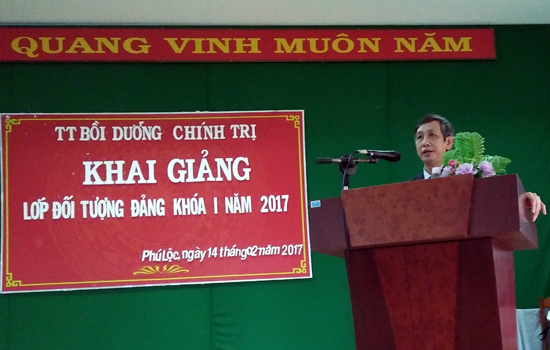 QUANG VINH MUÔN NĂM
TT BỒI DƯỠNG CHÍNH TRỊ
KHAI GIẢNG
LỚP ĐỐI TƯỢNG ĐẢNG KHÓA I NĂM 2017
Phú Lộc, ngày 14 tháng 02 năm 2017